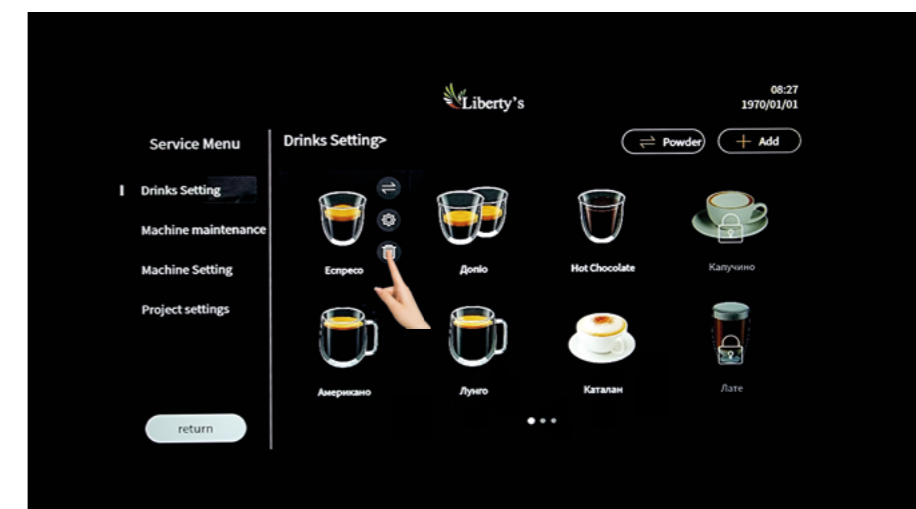 Liberty's
08:27
1970/01/01
Service Menu
Drinks Setting>
Powder
Add
Drinks Setting
Machine maintenance
Machine Setting
Project settings
return
Еспресо
Допіо
Hot Chocolate
Капучино
Американо
Лунго
Каталан
Лате